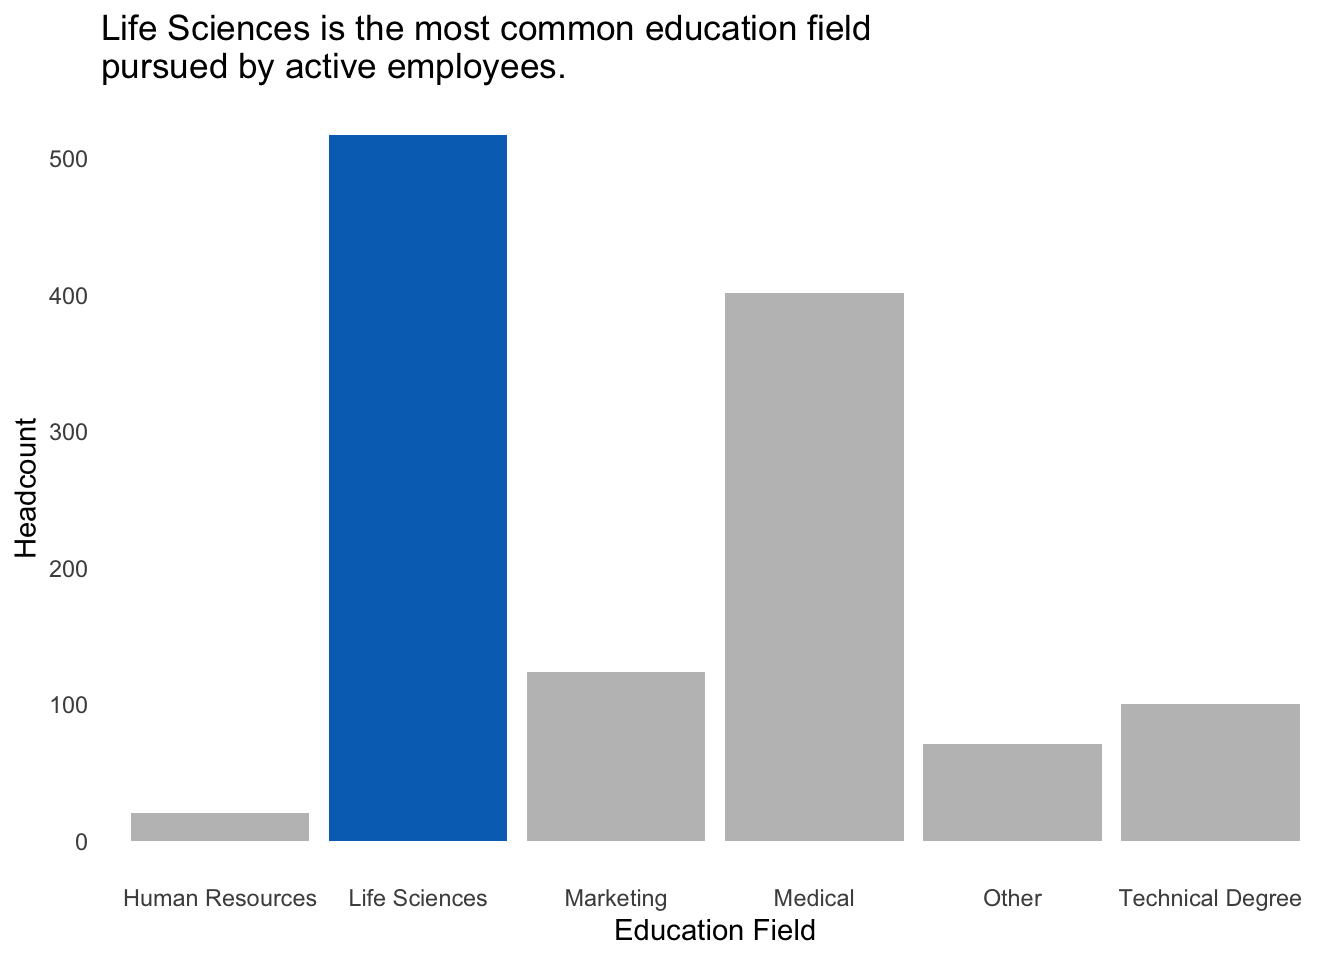 Life Sciences is the most common education field
pursued by active employees.
500
400
300
200
100
0
Headcount
Human Resources
Life Sciences
Marketing
Medical
Other
Technical Degree
Education Field